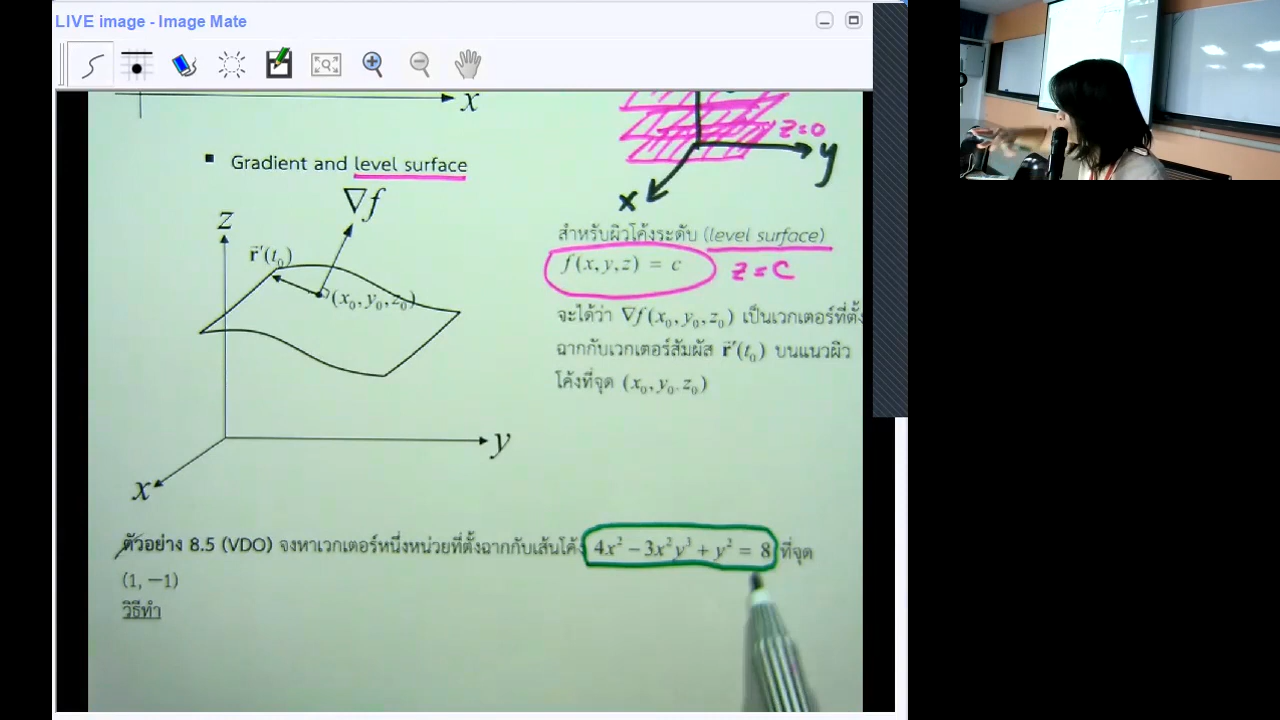 LIVE image - Image Mate
x
z=0
y
x
▪ Gradient and level surface
∇f
z
r⃗′(t₀)
(x₀, y₀, z₀)
y
x
สำหรับผิวโค้งระดับ (level surface)
f(x, y, z) = c
z = c
จะได้ว่า ∇f(x₀, y₀, z₀) เป็นเวกเตอร์ที่ตั้ง
ฉากกับเวกเตอร์สัมผัส r⃗′(t₀) บนแนวผิว
โค้งที่จุด (x₀, y₀, z₀)
ตัวอย่าง 8.5 (VDO) จงหาเวกเตอร์หนึ่งหน่วยที่ตั้งฉากกับเส้นโค้ง 4x² − 3x²y³ + y² = 8 ที่จุด
(1, −1)
วิธีทำ